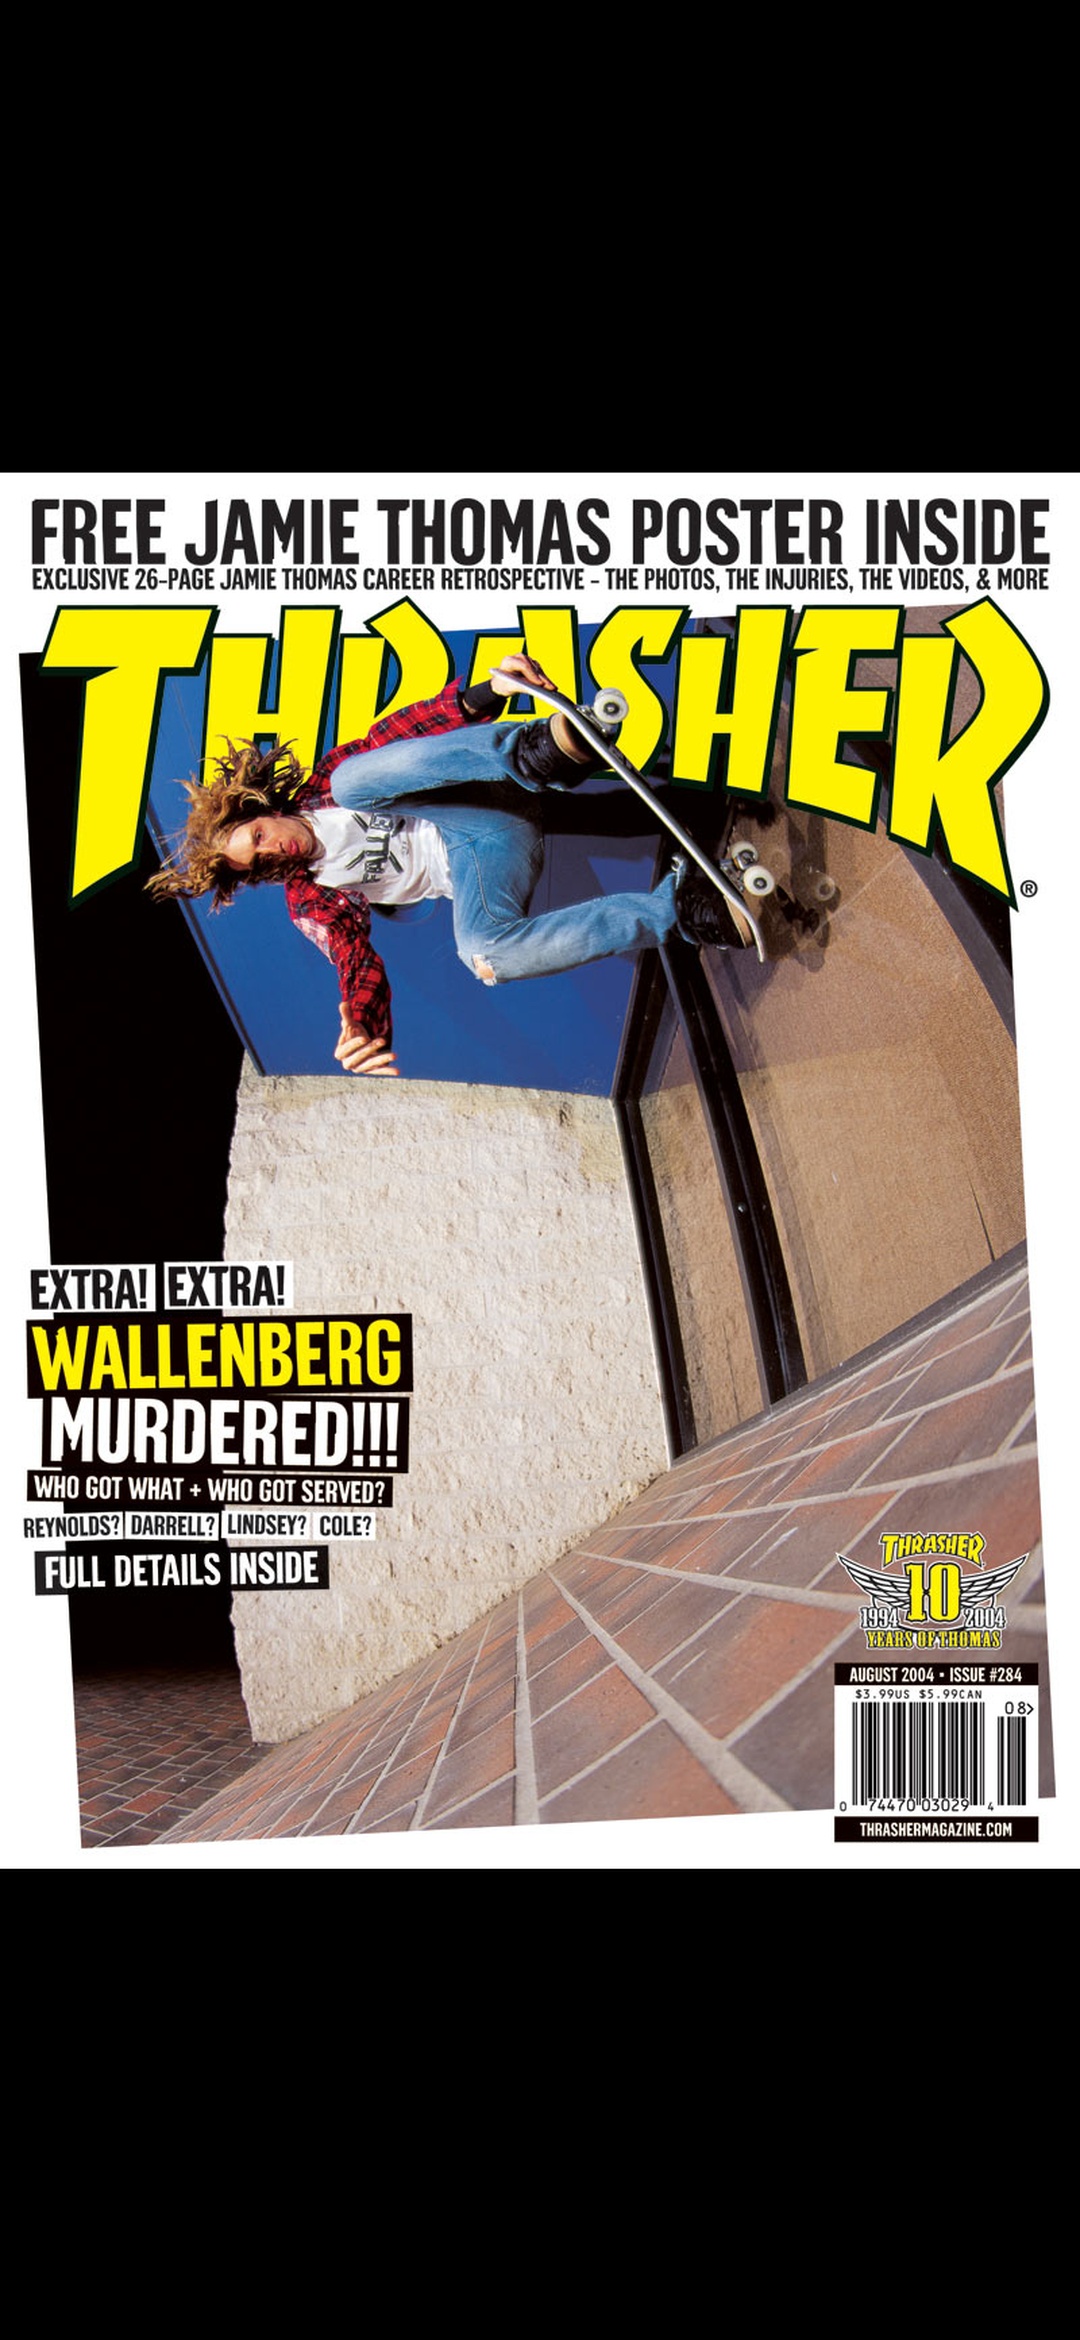 FREE JAMIE THOMAS POSTER INSIDE
EXCLUSIVE 26-PAGE JAMIE THOMAS CAREER RETROSPECTIVE - THE PHOTOS, THE INJURIES, THE VIDEOS, & MORE
THRASHER®
FALLEN
EXTRA! EXTRA!
WALLENBERG
MURDERED!!!
WHO GOT WHAT + WHO GOT SERVED?
REYNOLDS? DARRELL? LINDSEY? COLE?
FULL DETAILS INSIDE
THRASHER
10
1994 2004
YEARS OF THOMAS
AUGUST 2004 • ISSUE #284
$3.99US $5.99CAN
08>
0 74470 03029 4
THRASHERMAGAZINE.COM